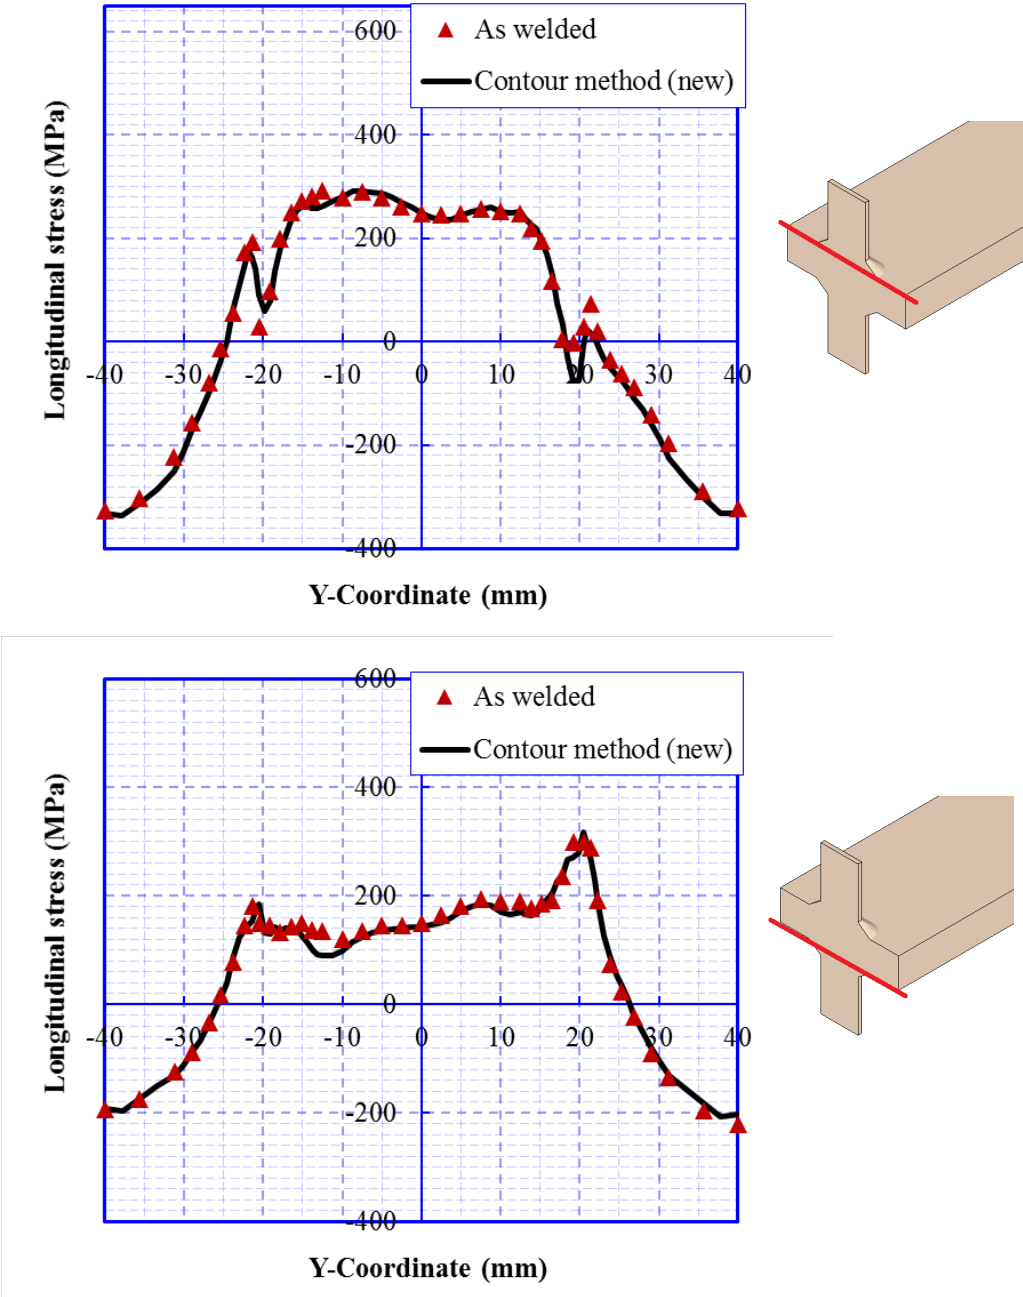 600
As welded
Contour method (new)
400
200
0
-40 -30 -20 -10 0 10 20 30 40
-200
-400
Longitudinal stress (MPa)
Y-Coordinate (mm)
600
As welded
Contour method (new)
400
200
0
-40 -30 -20 -10 0 10 20 30 40
-200
-400
Longitudinal stress (MPa)
Y-Coordinate (mm)